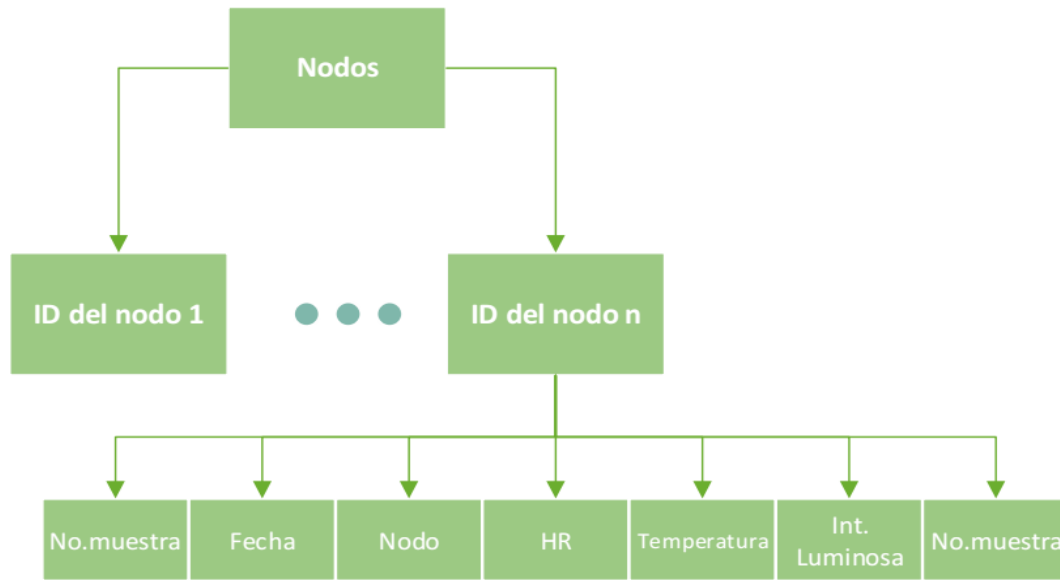 Nodos
ID del nodo 1
ID del nodo n
No.muestra
Fecha
Nodo
HR
Temperatura
Int.
Luminosa
No.muestra